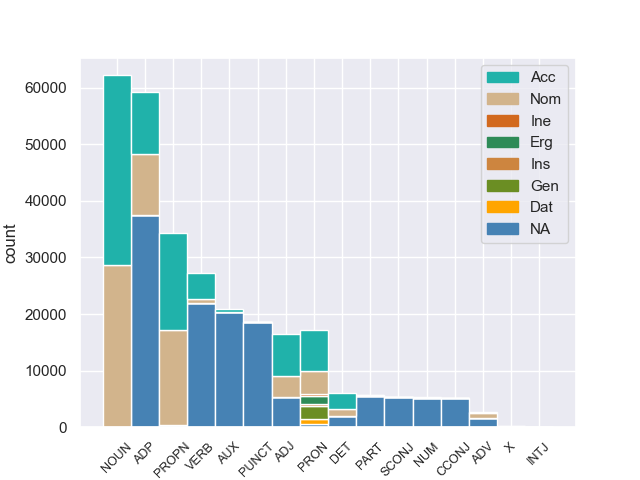 60000
50000
40000
30000
20000
10000
0
count
Acc
Nom
Ine
Erg
Ins
Gen
Dat
NA
NOUN
ADP
PROPN
VERB
AUX
PUNCT
ADJ
PRON
DET
PART
SCONJ
NUM
CCONJ
ADV
X
INTJ